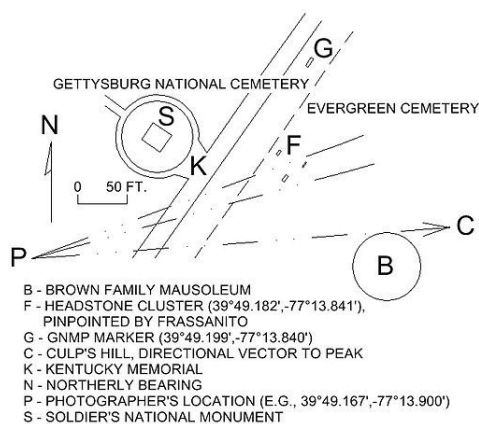 G
GETTYSBURG NATIONAL CEMETERY
EVERGREEN CEMETERY
S
N
F
K
0 50 FT.
C
P
B
B - BROWN FAMILY MAUSOLEUM
F - HEADSTONE CLUSTER (39°49.182',-77°13.841'),
PINPOINTED BY FRASSANITO
G - GNMP MARKER (39°49.199',-77°13.840')
C - CULP'S HILL, DIRECTIONAL VECTOR TO PEAK
K - KENTUCKY MEMORIAL
N - NORTHERLY BEARING
P - PHOTOGRAPHER'S LOCATION (E.G., 39°49.167',-77°13.900')
S - SOLDIER'S NATIONAL MONUMENT